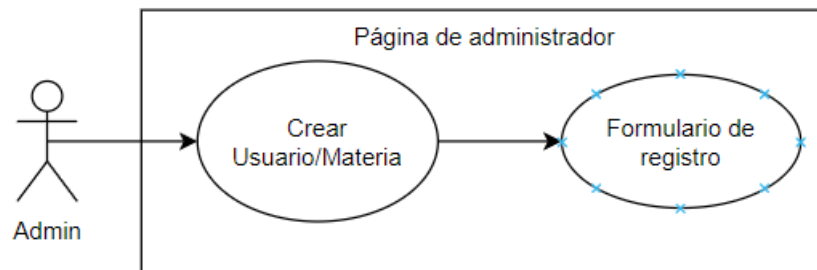 Página de administrador
Crear
Usuario/Materia
Formulario de
registro
Admin